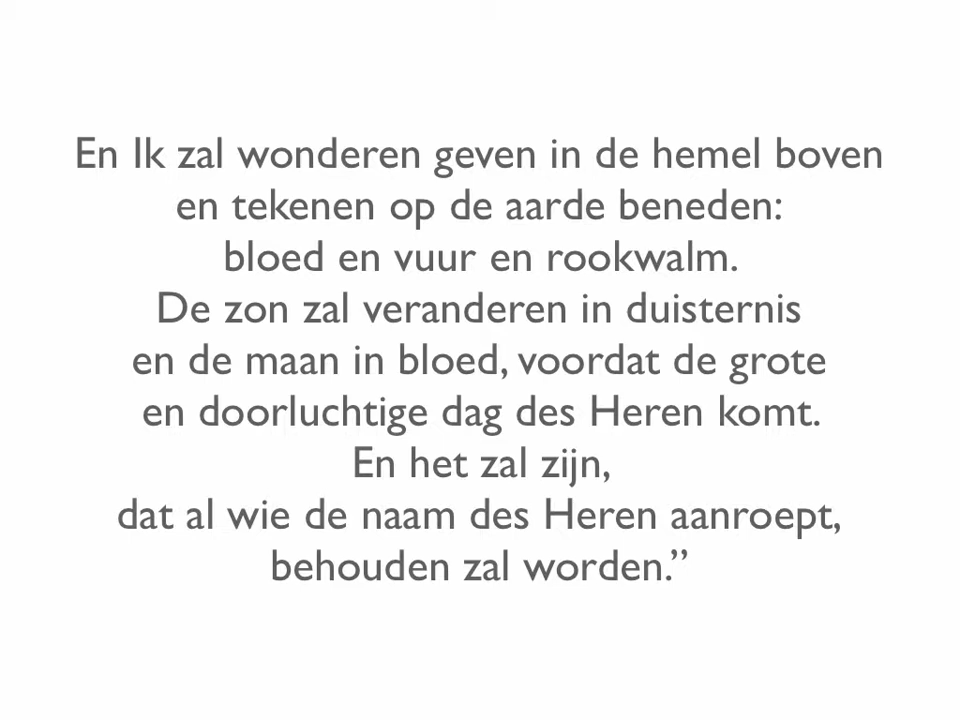 En Ik zal wonderen geven in de hemel boven
en tekenen op de aarde beneden:
bloed en vuur en rookwalm.
De zon zal veranderen in duisternis
en de maan in bloed, voordat de grote
en doorluchtige dag des Heren komt.
En het zal zijn,
dat al wie de naam des Heren aanroept,
behouden zal worden.”